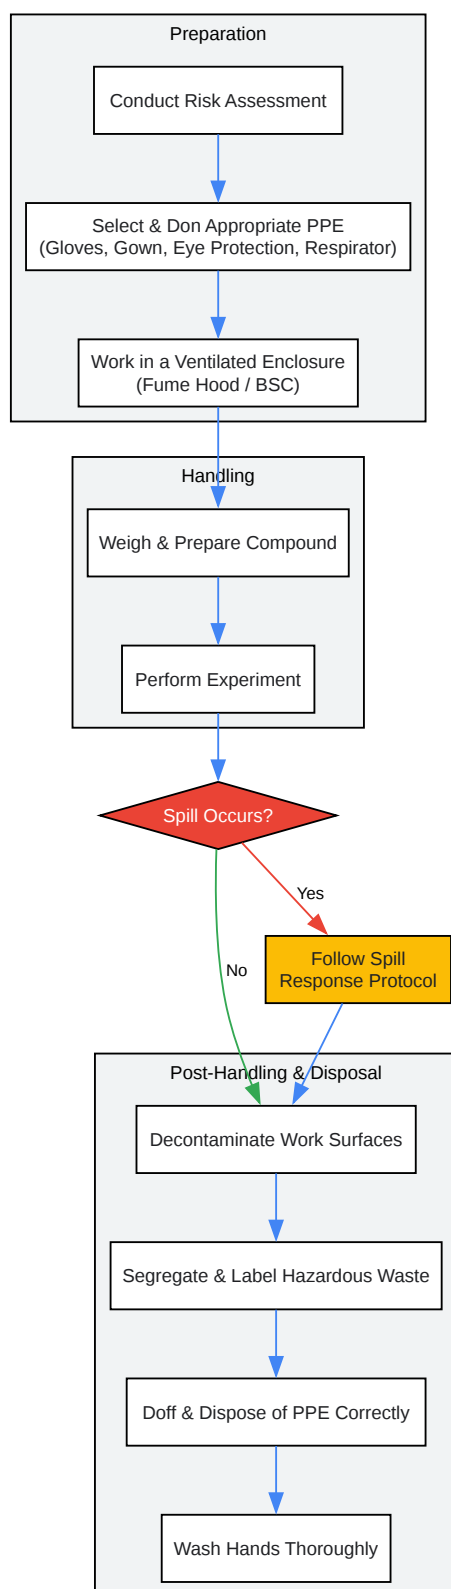 Preparation
Conduct Risk Assessment
Select & Don Appropriate PPE
(Gloves, Gown, Eye Protection, Respirator)
Work in a Ventilated Enclosure
(Fume Hood / BSC)
Handling
Weigh & Prepare Compound
Perform Experiment
Spill Occurs?
Yes
Follow Spill
Response Protocol
No
Post-Handling & Disposal
Decontaminate Work Surfaces
Segregate & Label Hazardous Waste
Doff & Dispose of PPE Correctly
Wash Hands Thoroughly